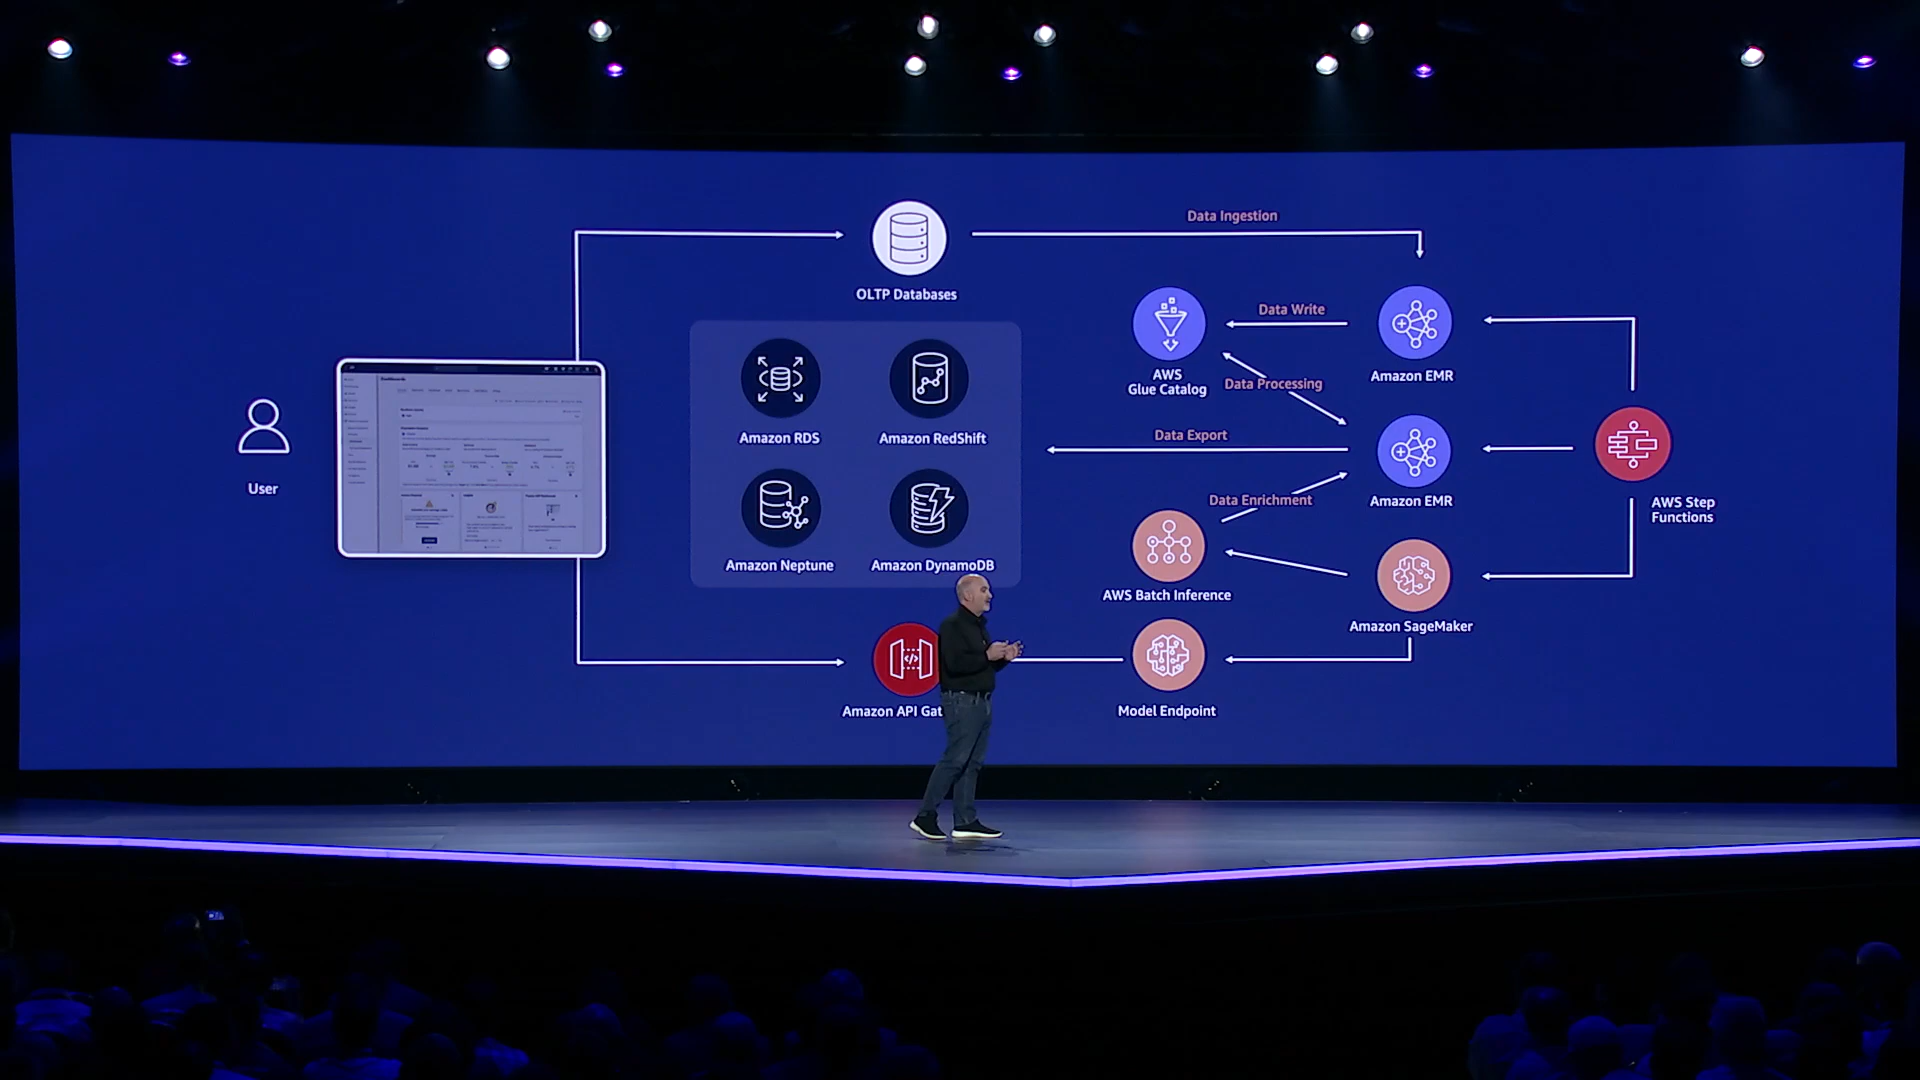 Data Ingestion
OLTP Databases
Data Write
AWS
Glue Catalog
Data Processing
Amazon EMR
Amazon RDS
Amazon RedShift
Data Export
User
Data Enrichment
Amazon EMR
AWS Step
Functions
Amazon Neptune
Amazon DynamoDB
AWS Batch Inference
Amazon SageMaker
Amazon API Gat
Model Endpoint